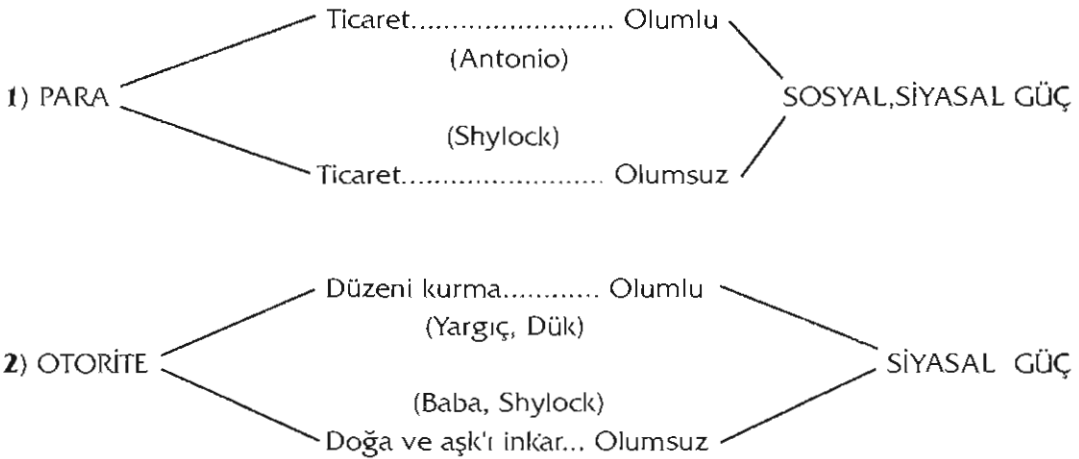 Ticaret........................ Olumlu
(Antonio)
1) PARA SOSYAL,SİYASAL GÜÇ
(Shylock)
Ticaret........................ Olumsuz
Düzeni kurma............ Olumlu
(Yargıç, Dük)
2) OTORİTE SİYASAL GÜÇ
(Baba, Shylock)
Doğa ve aşk'ı inkar... Olumsuz